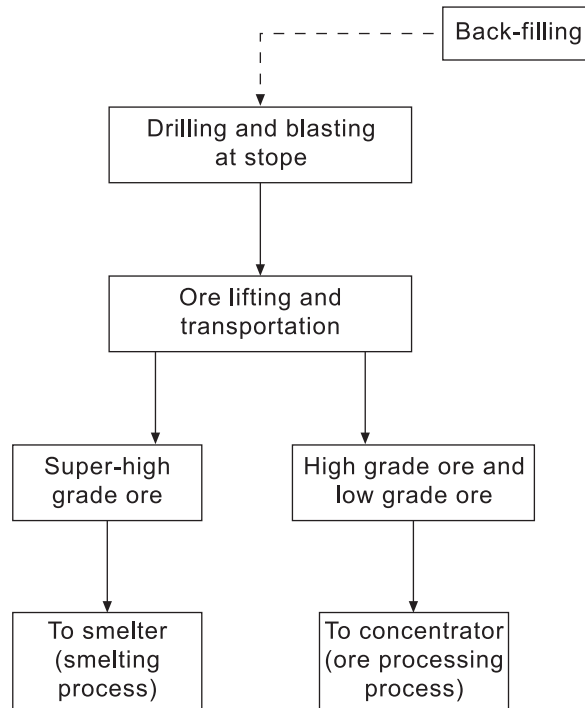 Back-filling
Drilling and blasting
at stope
Ore lifting and
transportation
Super-high
grade ore
High grade ore and
low grade ore
To smelter
(smelting
process)
To concentrator
(ore processing
process)